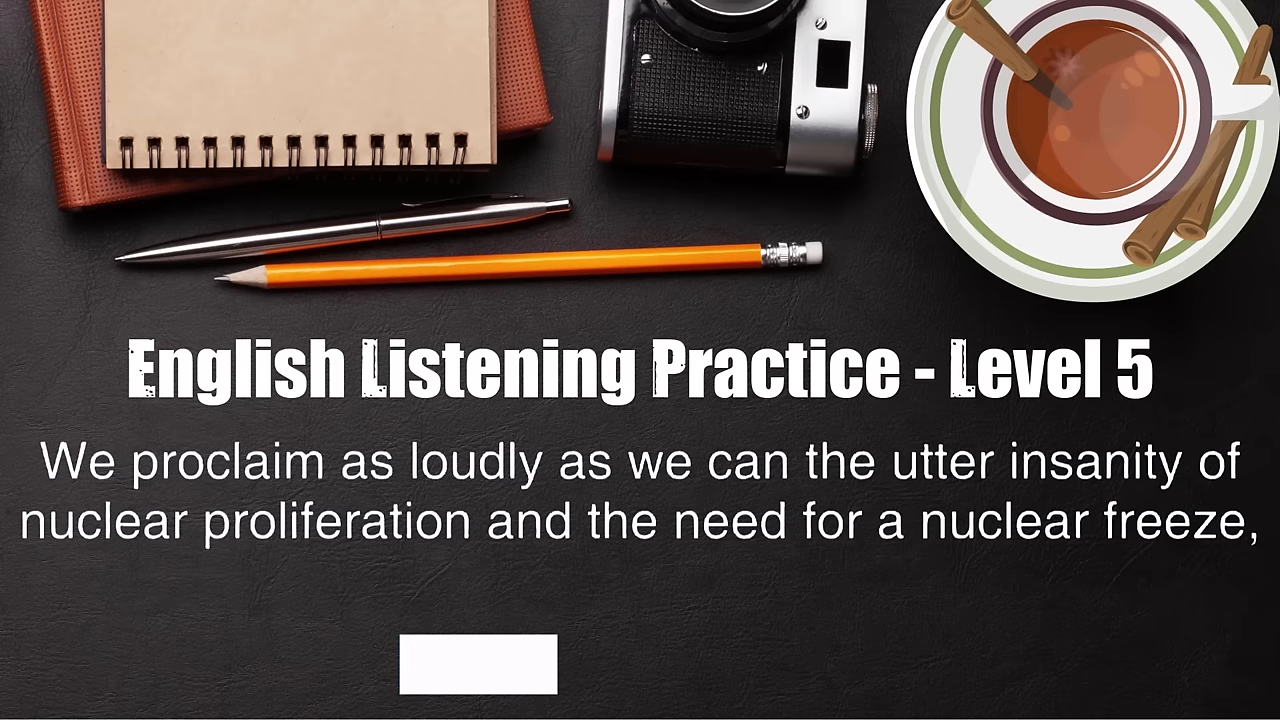 English Listening Practice - Level 5
We proclaim as loudly as we can the utter insanity of
nuclear proliferation and the need for a nuclear freeze,